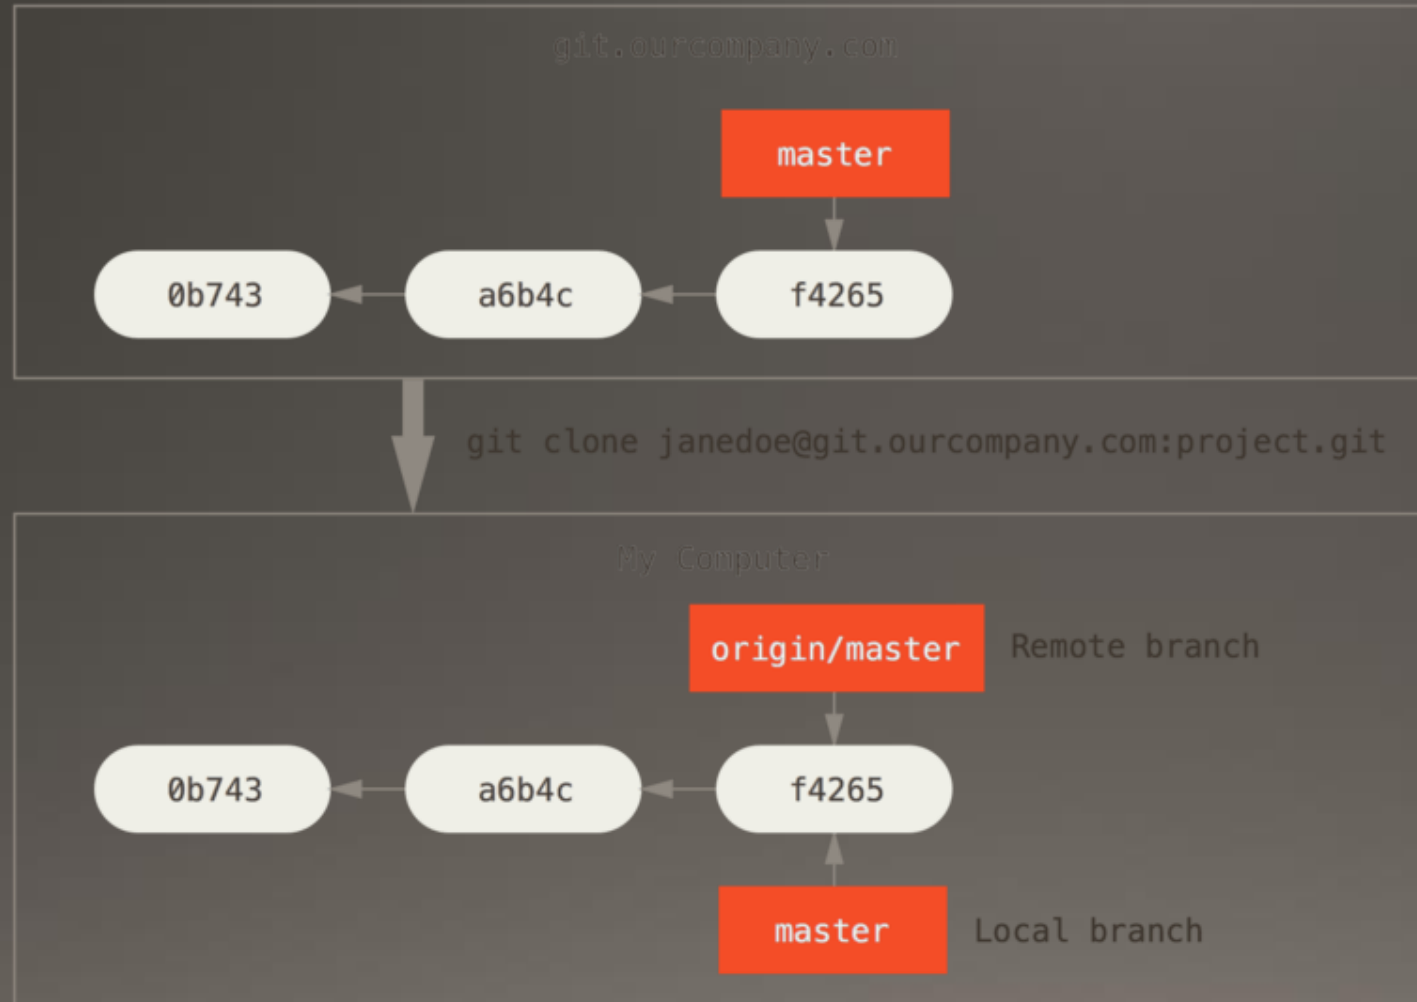 git.ourcompany.com
master
0b743 a6b4c f4265
git clone janedoe@git.ourcompany.com:project.git
My Computer
origin/master Remote branch
0b743 a6b4c f4265
master Local branch